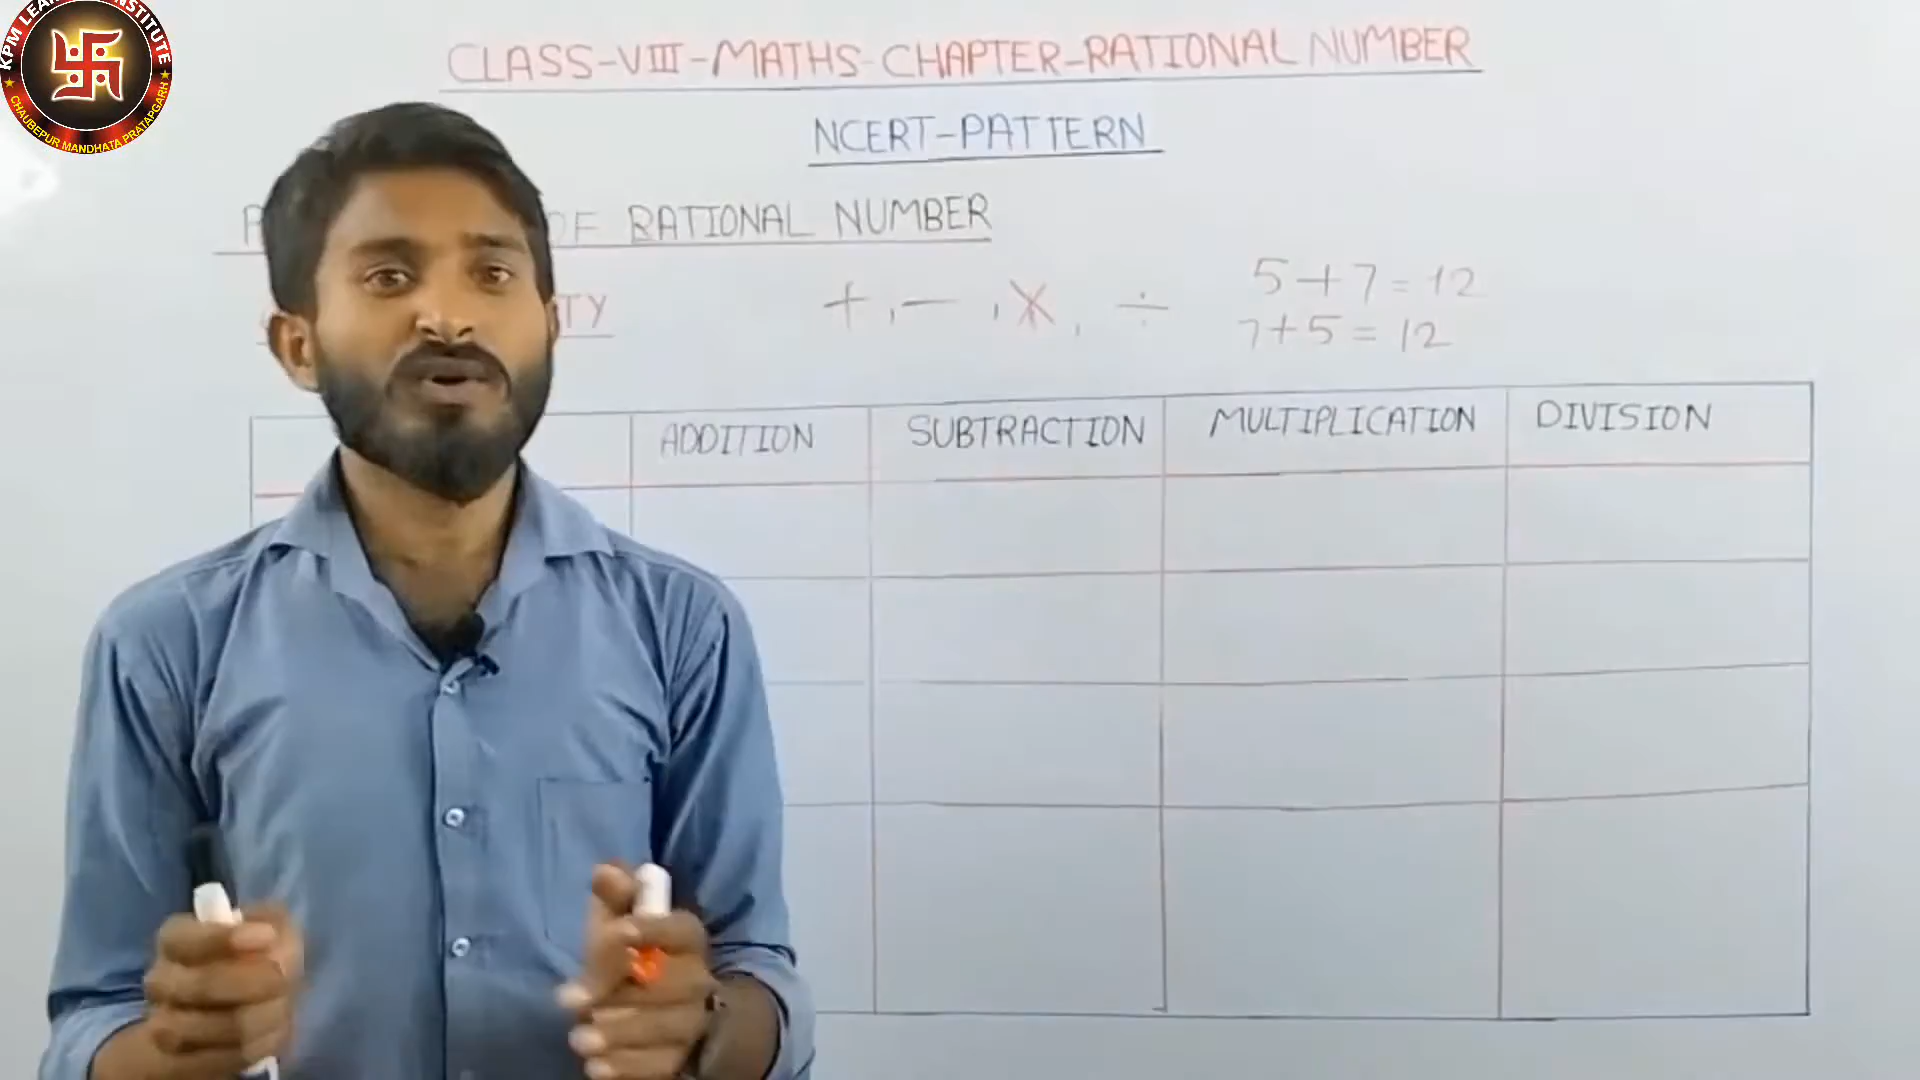 KPM LEA INSTITUTE
CHAUBEPUR MANDHATA PRATAPGARH
CLASS-VIII-MATHS-CHAPTER-RATIONAL NUMBER
NCERT-PATTERN
OF RATIONAL NUMBER
TY
+, -, X, ÷
5+7=12
7+5=12
ADDITION SUBTRACTION MULTIPLICATION DIVISION